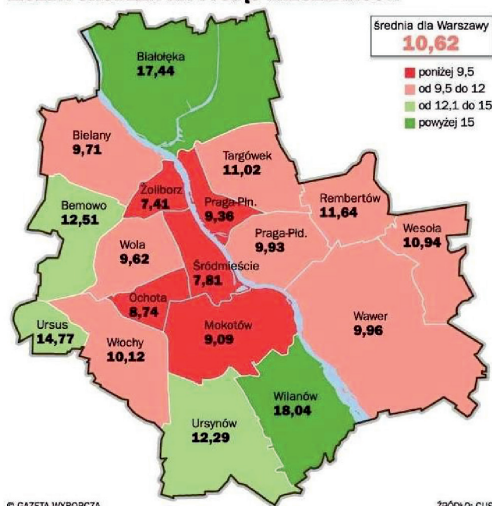 średnia dla Warszawy
10,62
poniżej 9,5
od 9,5 do 12
od 12,1 do 15
powyżej 15
Białołęka
17,44
Bielany
9,71
Targówek
11,02
Żoliborz
7,41
Praga-Płn.
9,36
Rembertów
11,64
Bemowo
12,51
Wesoła
10,94
Wola
9,62
Praga-Płd.
9,93
Śródmieście
7,81
Ochota
8,74
Mokotów
9,09
Wawer
9,96
Ursus
14,77
Włochy
10,12
Wilanów
18,04
Ursynów
12,29
© GAZETA WYBORCZA